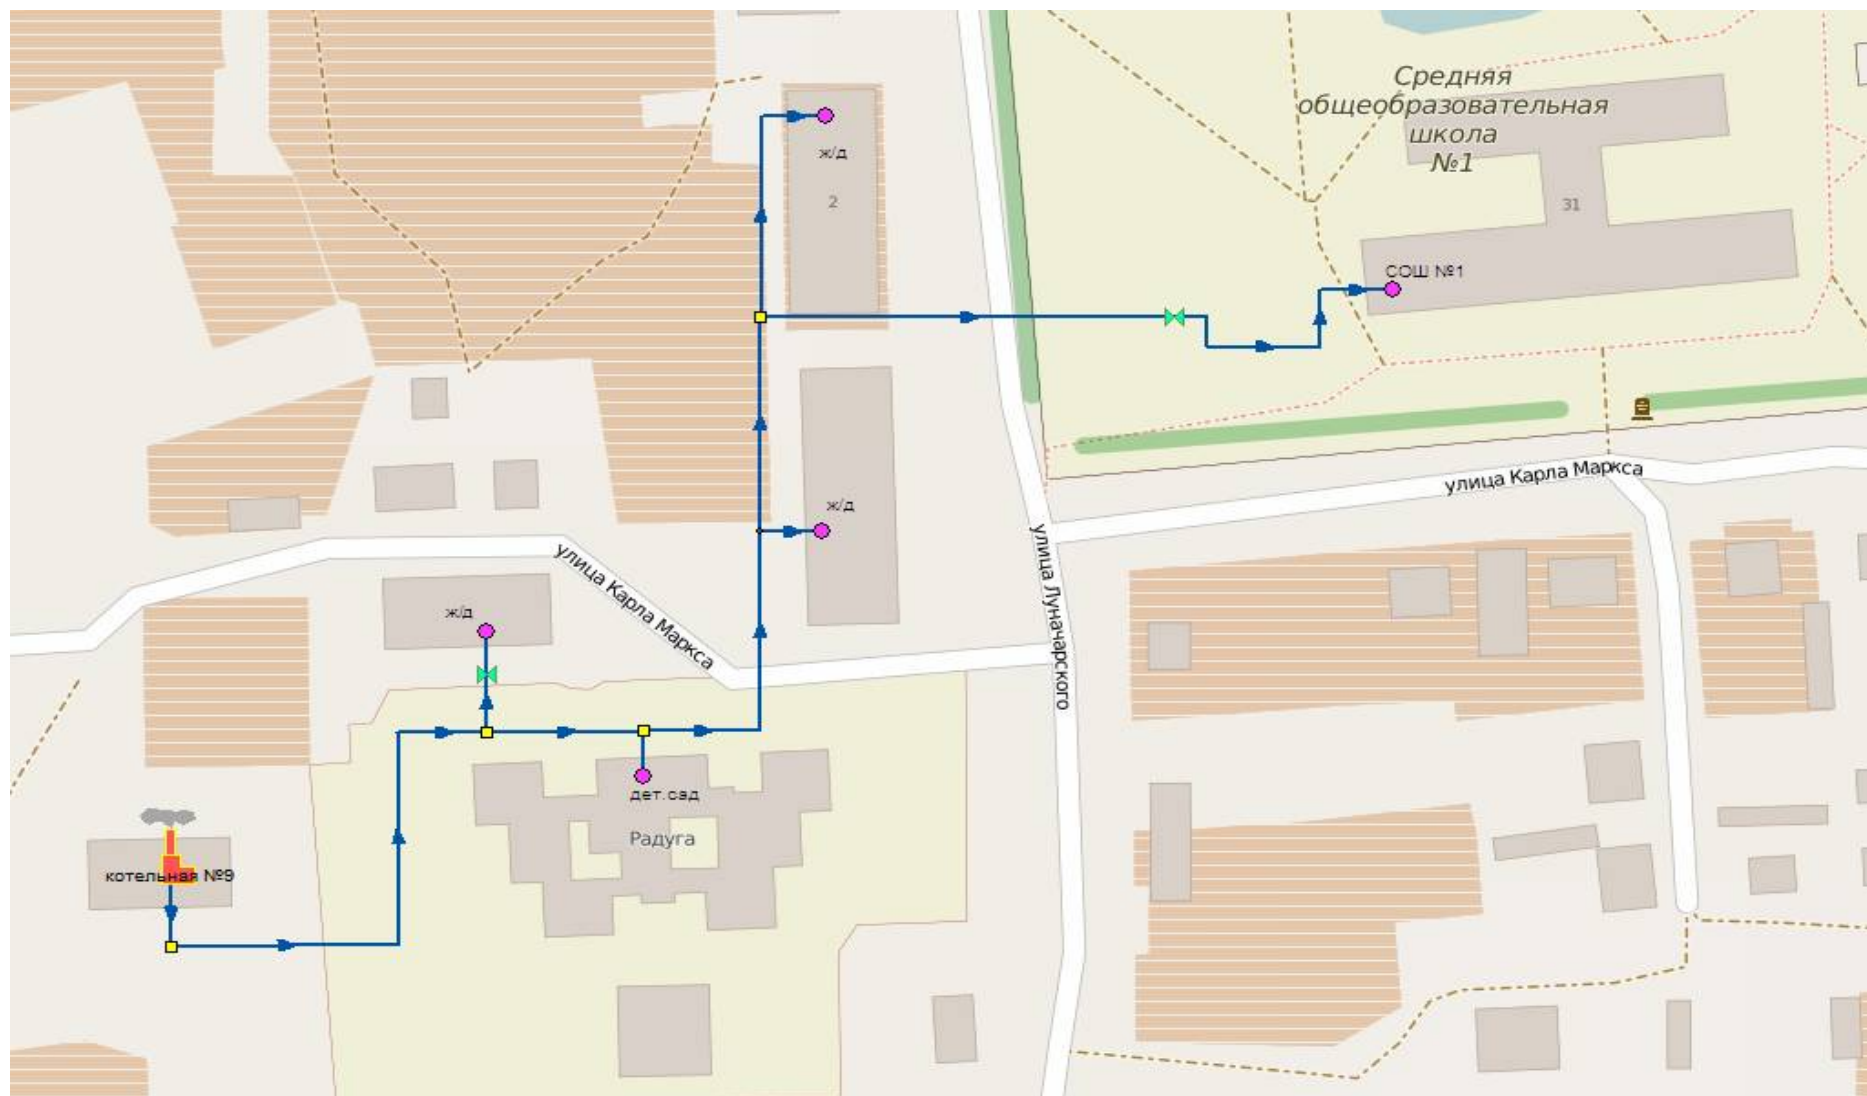 Средняя
общеобразовательная
школа
№1
ж/д
2
31
СОШ №1
улица Карла Маркса
ж/д
улица Карла Маркса
улица Луначарского
ж/д
дет.сад
Радуга
котельная №9